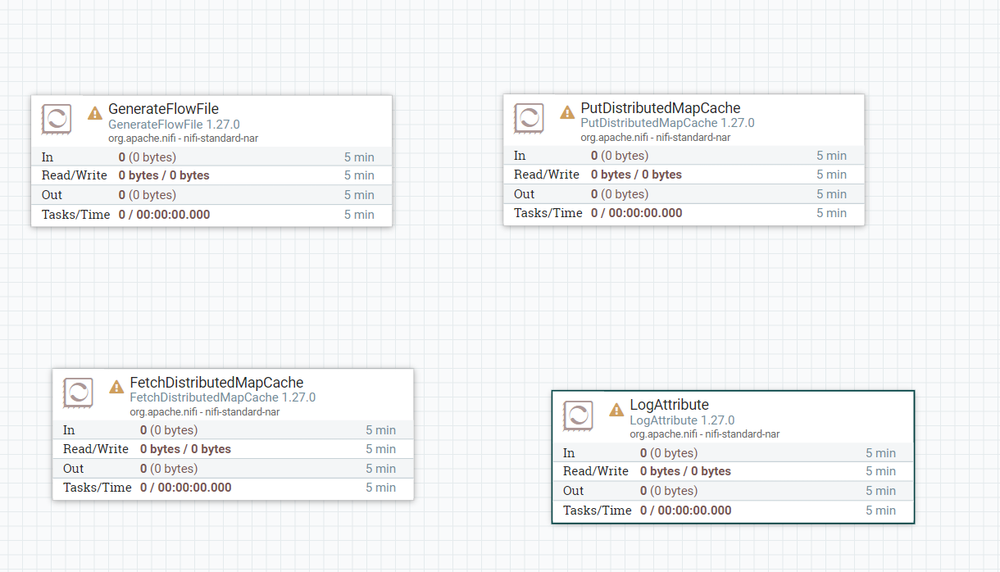 GenerateFlowFile
GenerateFlowFile 1.27.0
org.apache.nifi - nifi-standard-nar
In 0 (0 bytes) 5 min
Read/Write 0 bytes / 0 bytes 5 min
Out 0 (0 bytes) 5 min
Tasks/Time 0 / 00:00:00.000 5 min
PutDistributedMapCache
PutDistributedMapCache 1.27.0
org.apache.nifi - nifi-standard-nar
In 0 (0 bytes) 5 min
Read/Write 0 bytes / 0 bytes 5 min
Out 0 (0 bytes) 5 min
Tasks/Time 0 / 00:00:00.000 5 min
FetchDistributedMapCache
FetchDistributedMapCache 1.27.0
org.apache.nifi - nifi-standard-nar
In 0 (0 bytes) 5 min
Read/Write 0 bytes / 0 bytes 5 min
Out 0 (0 bytes) 5 min
Tasks/Time 0 / 00:00:00.000 5 min
LogAttribute
LogAttribute 1.27.0
org.apache.nifi - nifi-standard-nar
In 0 (0 bytes) 5 min
Read/Write 0 bytes / 0 bytes 5 min
Out 0 (0 bytes) 5 min
Tasks/Time 0 / 00:00:00.000 5 min